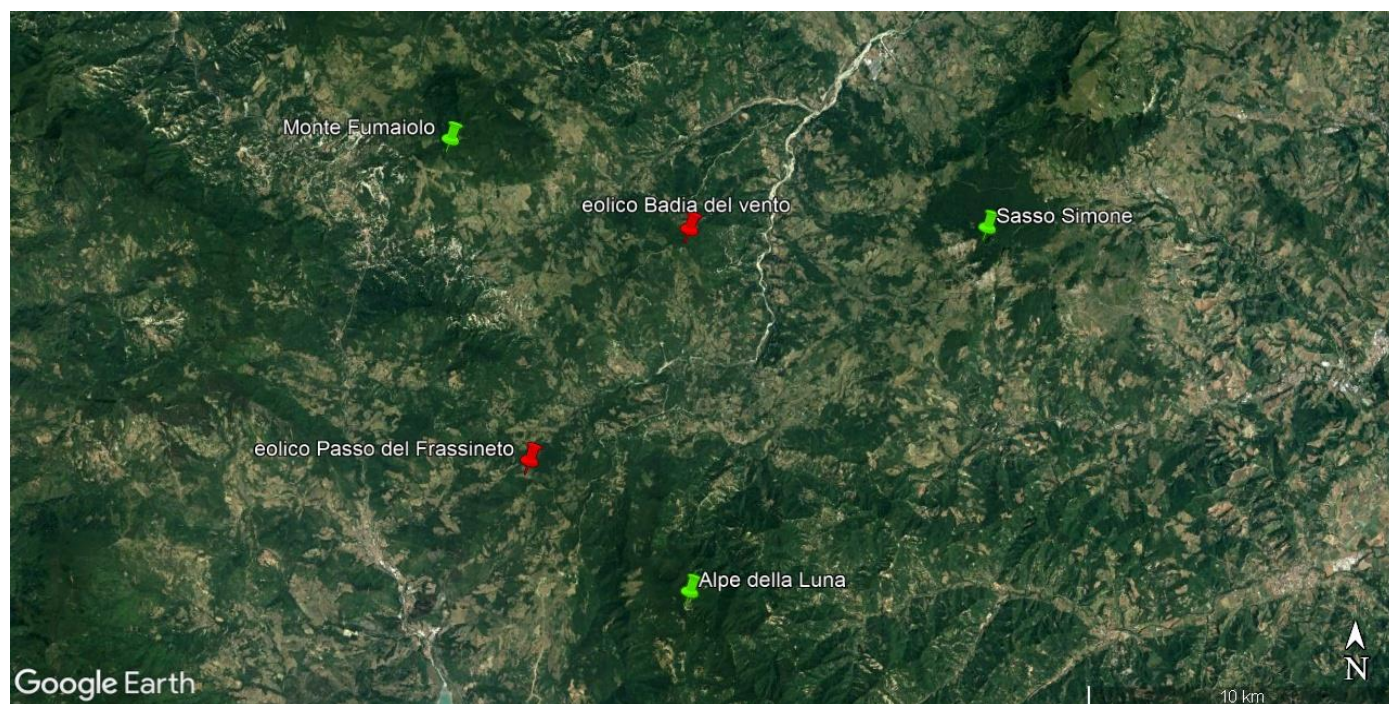 Monte Fumaiolo
eolico Badia del vento
Sasso Simone
eolico Passo del Frassineto
Alpe della Luna
N
Google Earth
10 km